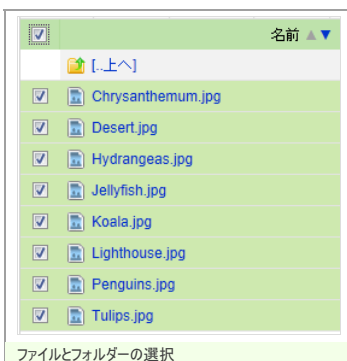 名前 ▲▼
[..上へ]
Chrysanthemum.jpg
Desert.jpg
Hydrangeas.jpg
Jellyfish.jpg
Koala.jpg
Lighthouse.jpg
Penguins.jpg
Tulips.jpg
ファイルとフォルダーの選択